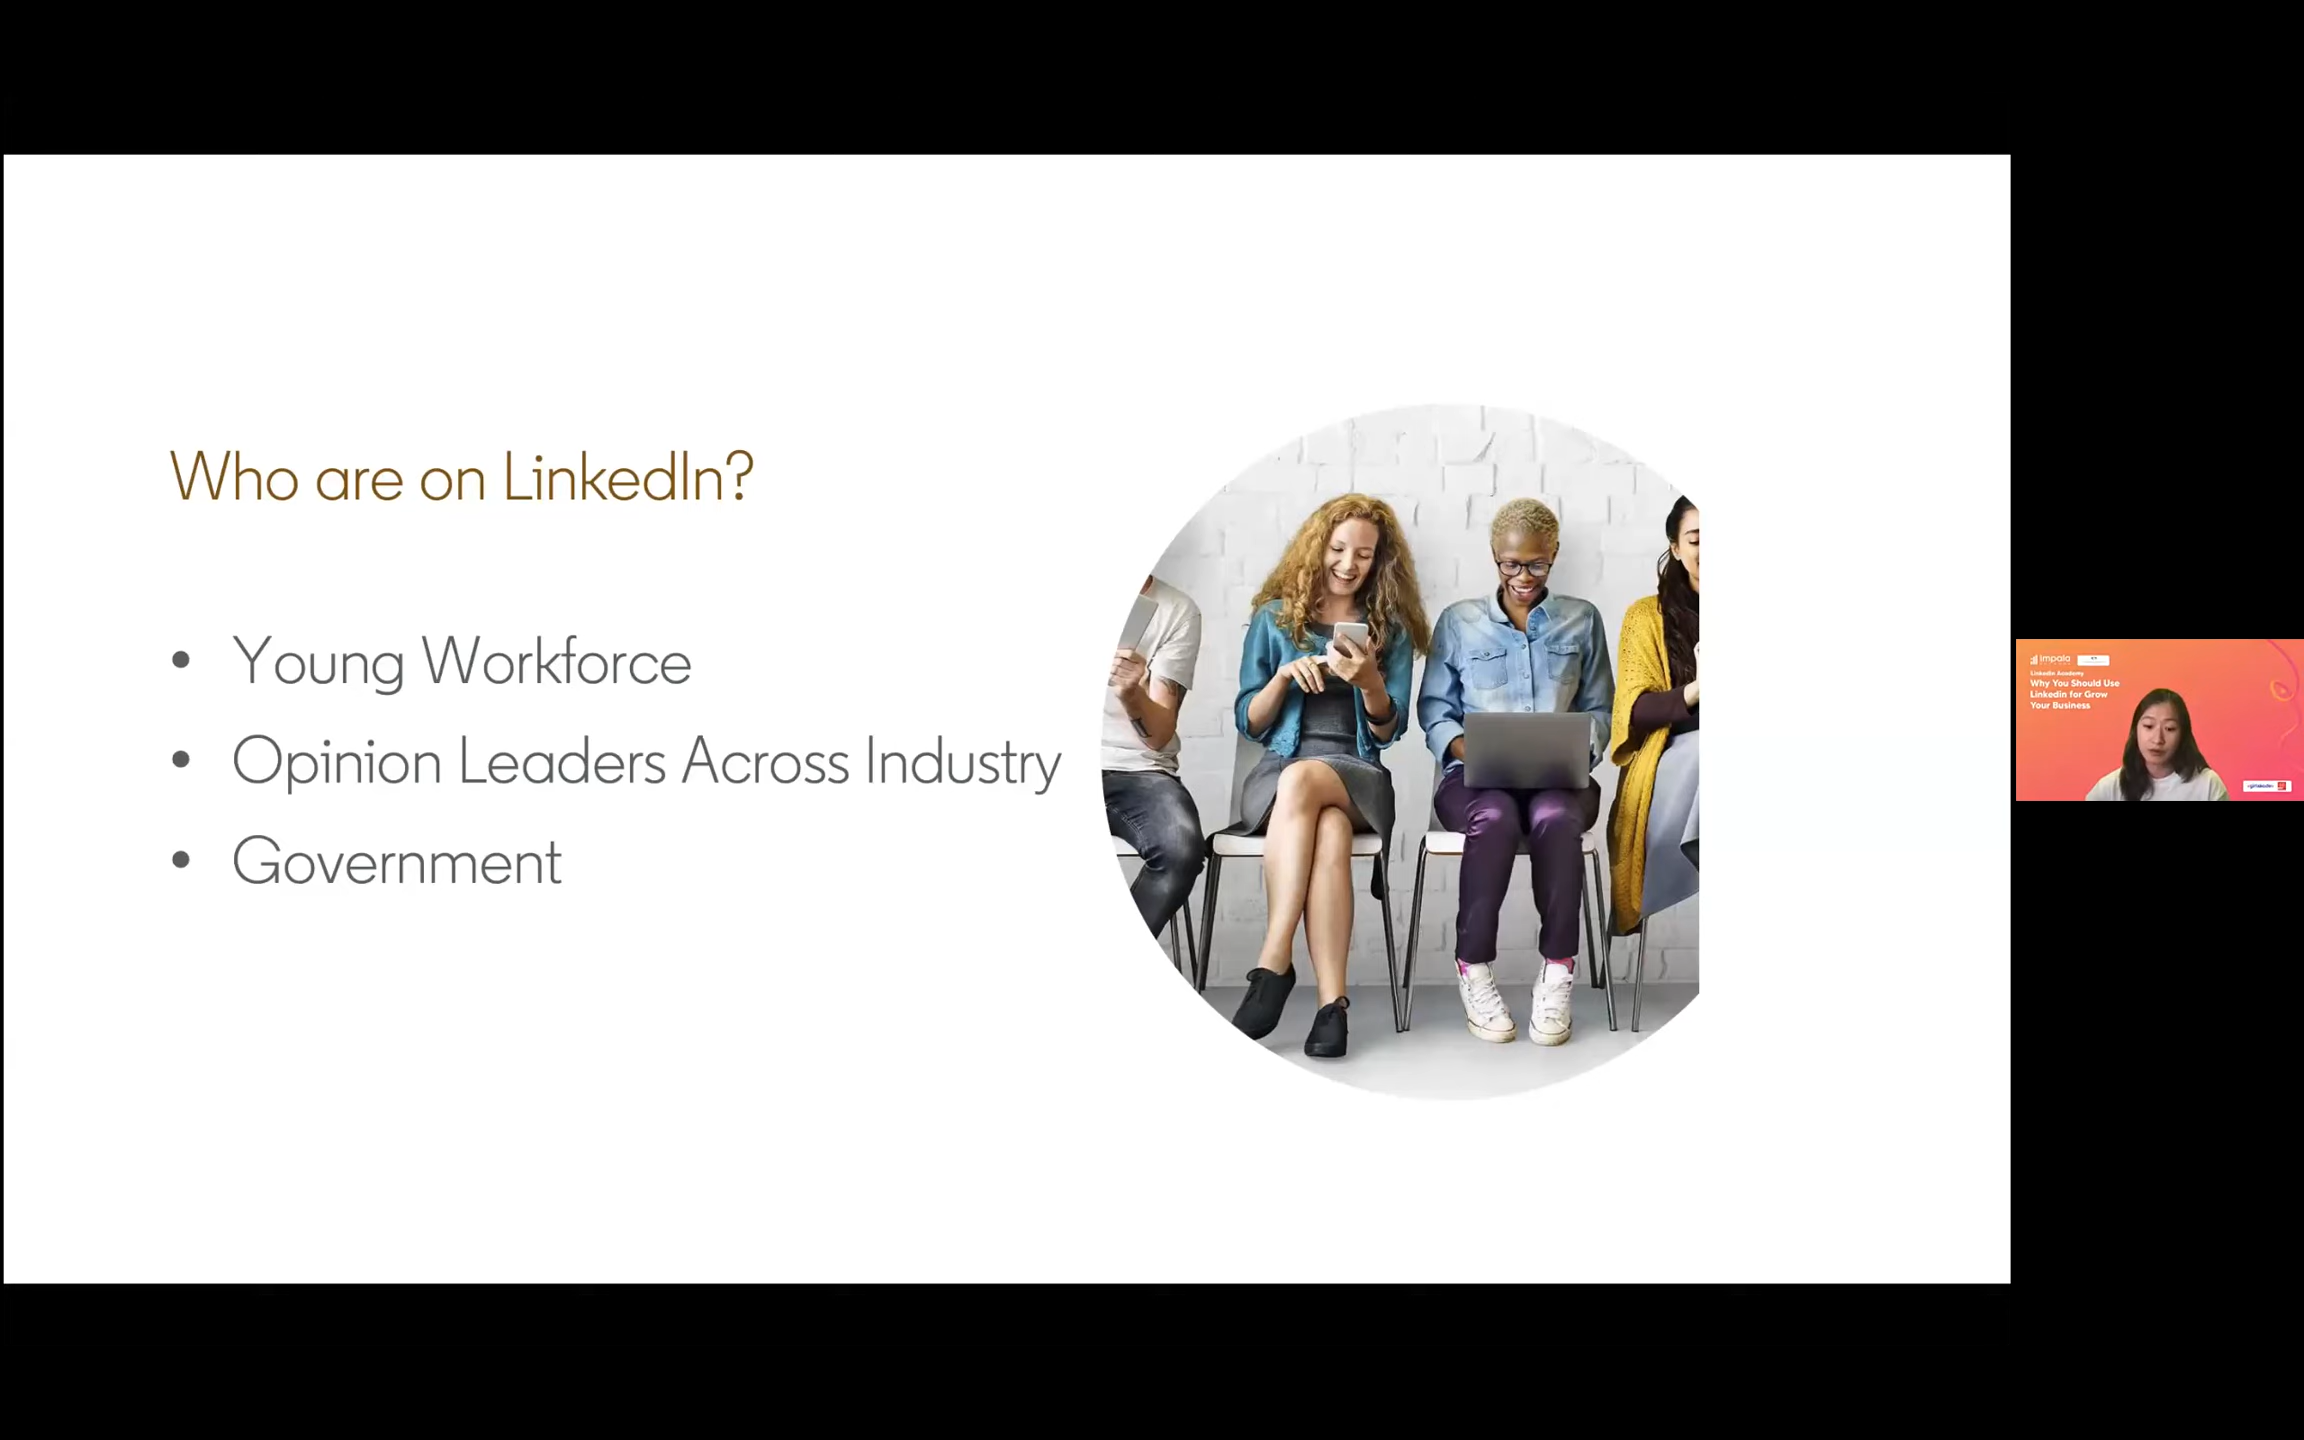 Who are on LinkedIn?
• Young Workforce
• Opinion Leaders Across Industry
• Government
impala
LinkedIn Academy
Why You Should Use
Linkedin for Grow
Your Business